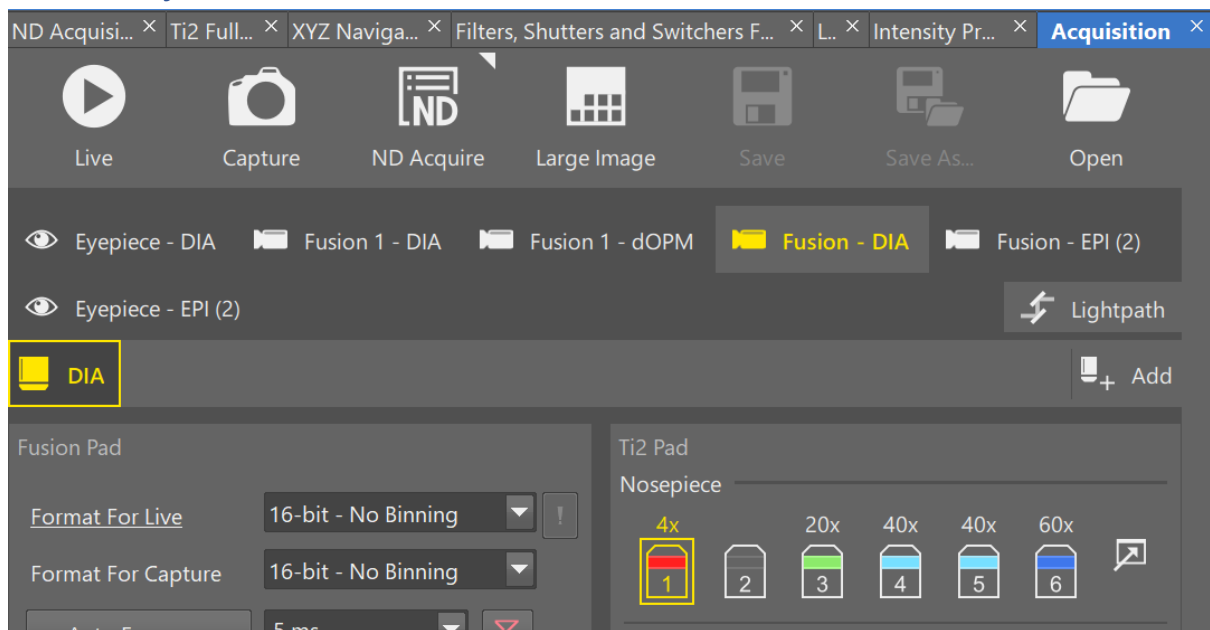 ND Acquisi... × Ti2 Full... × XYZ Naviga... × Filters, Shutters and Switchers F... × L... × Intensity Pr... × Acquisition ×
ND
Live Capture ND Acquire Large Image Save Save As... Open
Eyepiece - DIA Fusion 1 - DIA Fusion 1 - dOPM Fusion - DIA Fusion - EPI (2)
Eyepiece - EPI (2) Lightpath
DIA Add
Fusion Pad
Format For Live 16-bit - No Binning !
Format For Capture 16-bit - No Binning
5 ms
Ti2 Pad
Nosepiece
4x 20x 40x 40x 60x
1 2 3 4 5 6